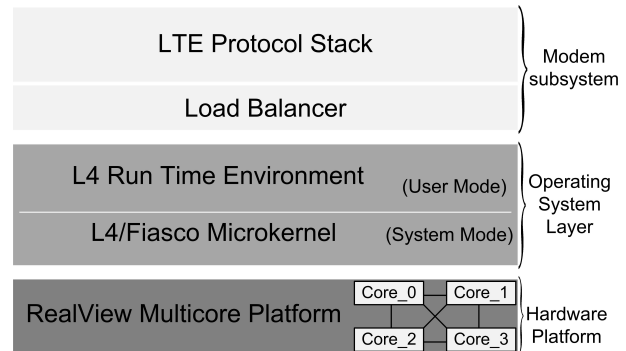 LTE Protocol Stack
Load Balancer
Modem
subsystem
L4 Run Time Environment
(User Mode)
L4/Fiasco Microkernel
(System Mode)
Operating
System
Layer
RealView Multicore Platform
Core_0
Core_1
Core_2
Core_3
Hardware
Platform